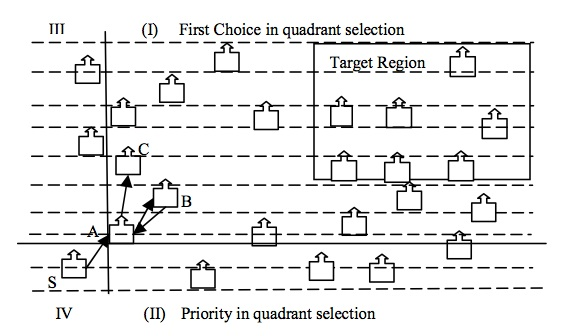 III (I) First Choice in quadrant selection
Target Region
C
B
A
S
IV (II) Priority in quadrant selection